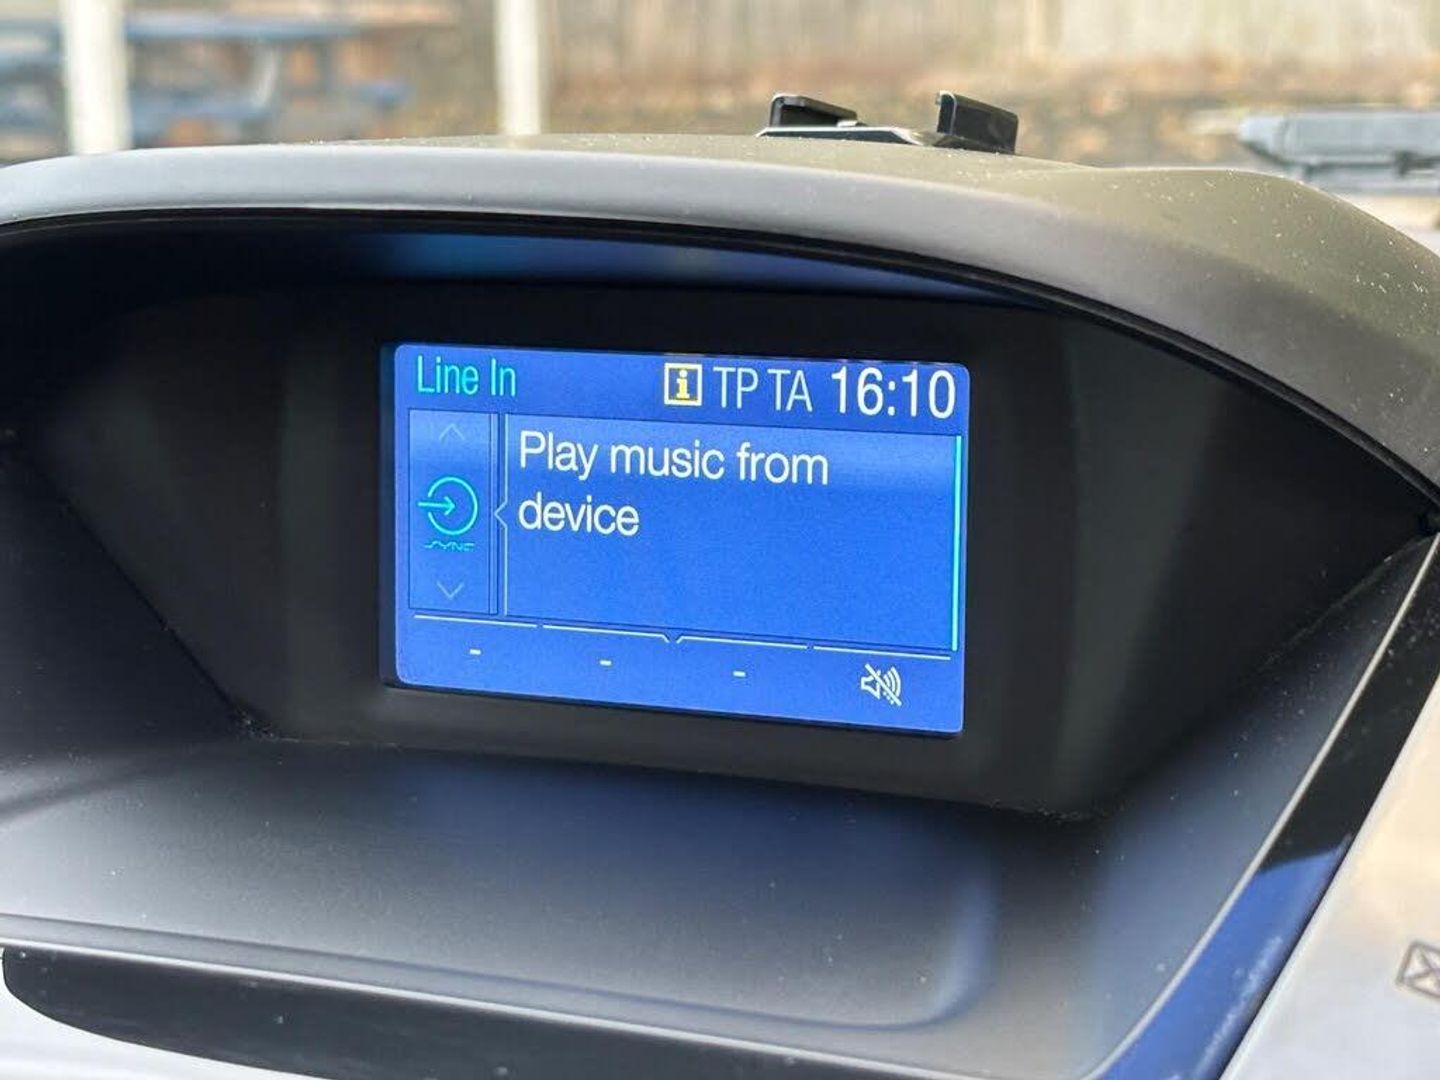 Line In
i TP TA 16:10
Play music from
device
SYNC
- - -